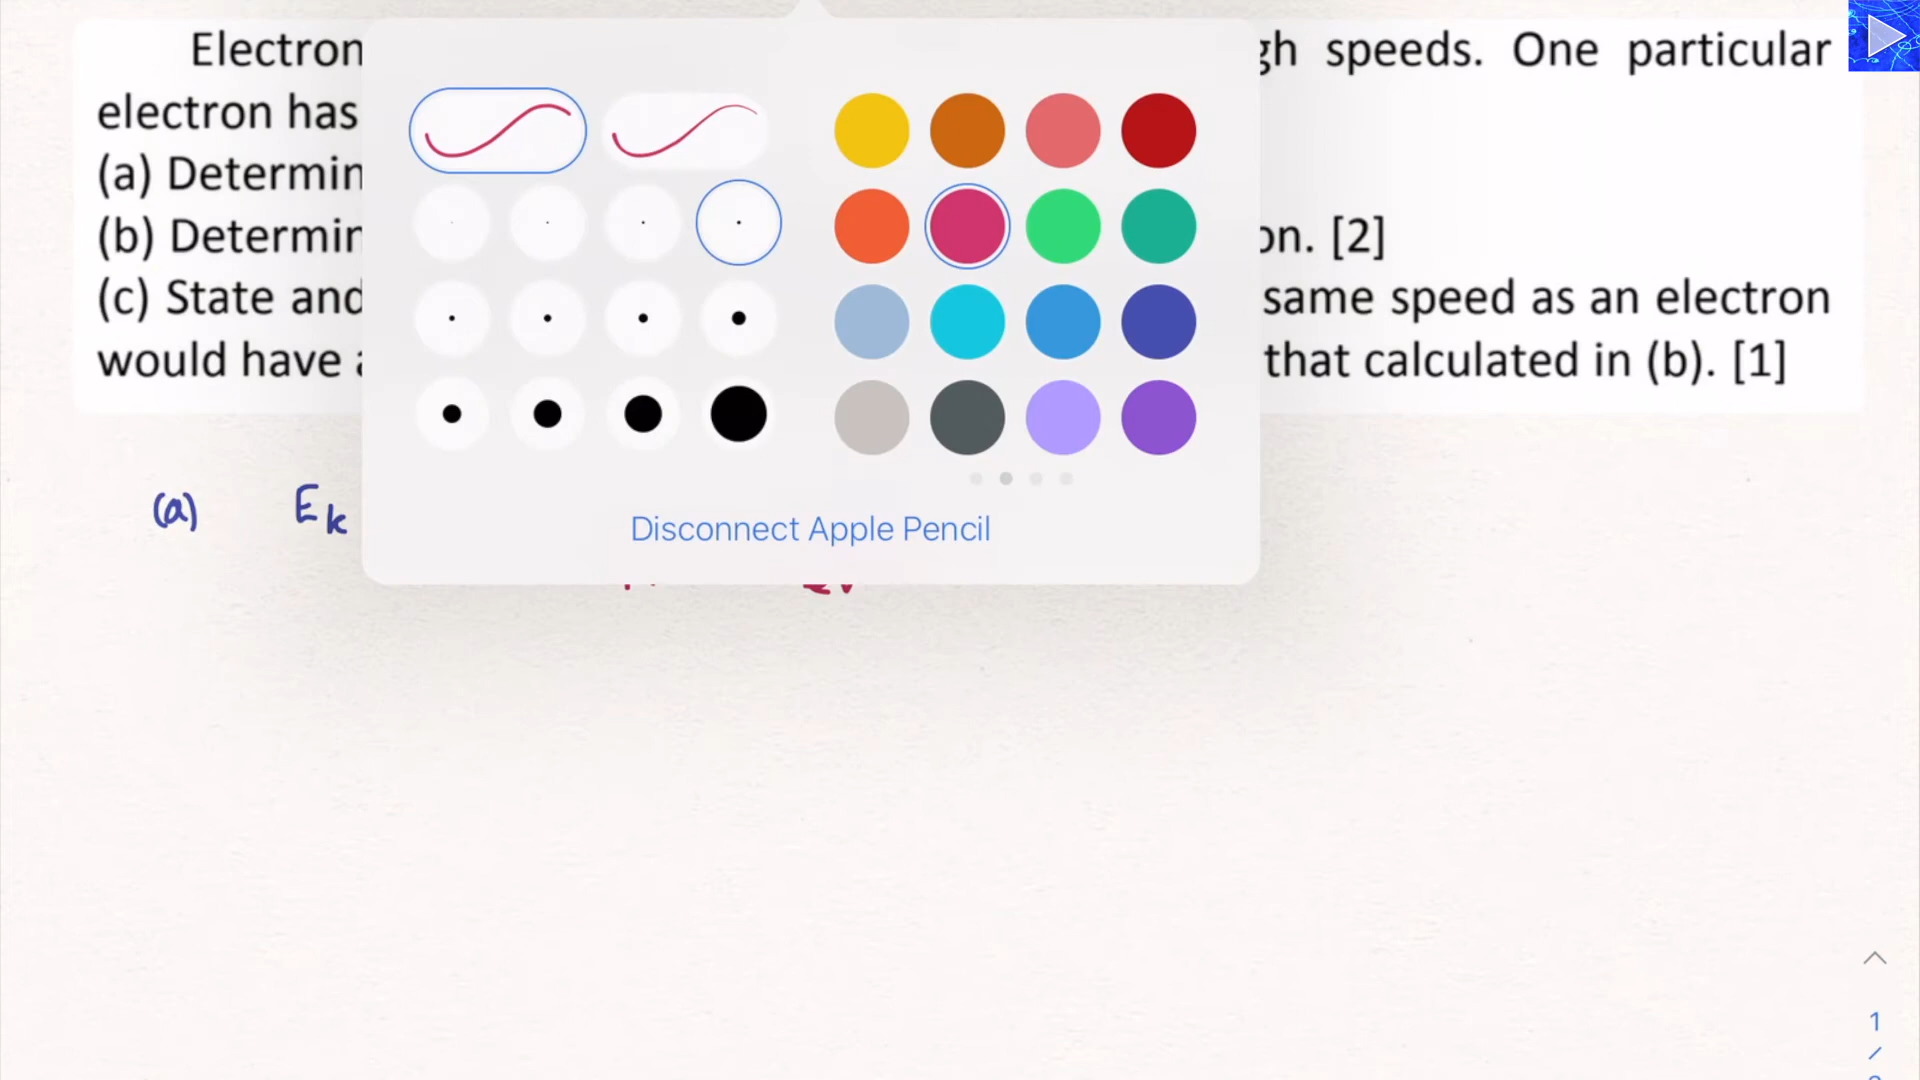 Electron gh speeds. One particular
electron has
(a) Determin
(b) Determin on. [2]
(c) State and same speed as an electron
would have that calculated in (b). [1]
(a) Ek
Disconnect Apple Pencil
1
/